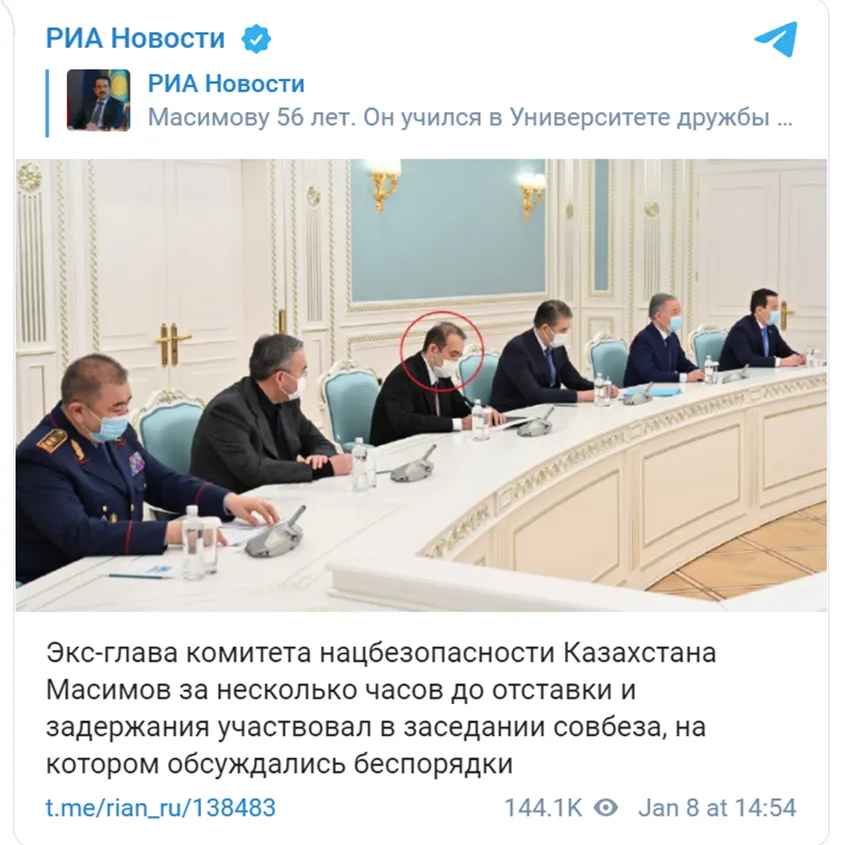 РИА Новости
РИА Новости
Масимову 56 лет. Он учился в Университете дружбы ...
Экс-глава комитета нацбезопасности Казахстана
Масимов за несколько часов до отставки и
задержания участвовал в заседании совбеза, на
котором обсуждались беспорядки
t.me/rian_ru/138483 144.1K Jan 8 at 14:54